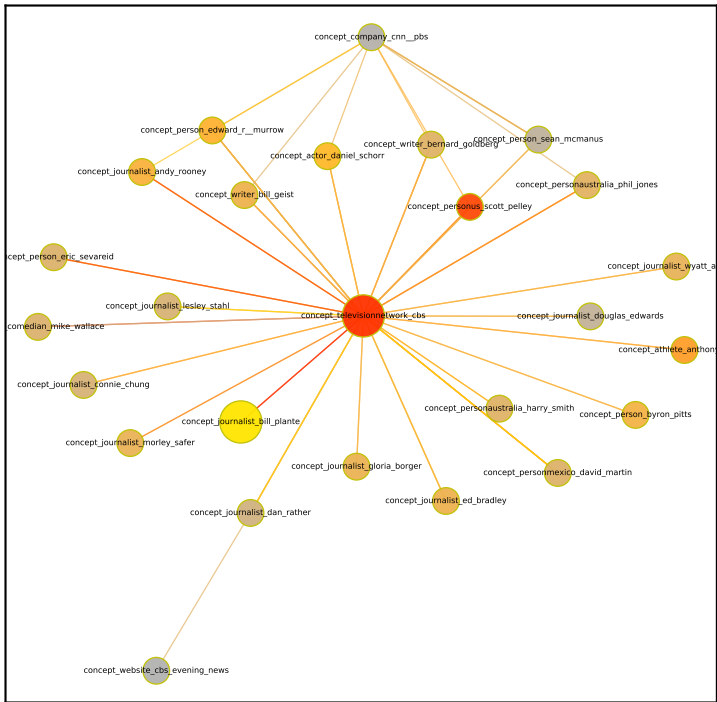 concept_company_cnn__pbs
concept_person_edward_r__murrow
concept_person_sean_mcmanus
concept_writer_bernard_goldberg
concept_actor_daniel_schorr
concept_journalist_andy_rooney
concept_personaustralia_phil_jones
concept_writer_bill_geist
concept_personus_scott_pelley
cept_person_eric_sevareid
concept_journalist_wyatt_a
concept_journalist_lesley_stahl
concept_televisionnetwork_cbs
concept_journalist_douglas_edwards
comedian_mike_wallace
concept_athlete_anthony
concept_journalist_connie_chung
concept_personaustralia_harry_smith
concept_person_byron_pitts
concept_journalist_bill_plante
concept_journalist_morley_safer
concept_journalist_gloria_borger
concept_personmexico_david_martin
concept_journalist_ed_bradley
concept_journalist_dan_rather
concept_website_cbs_evening_news